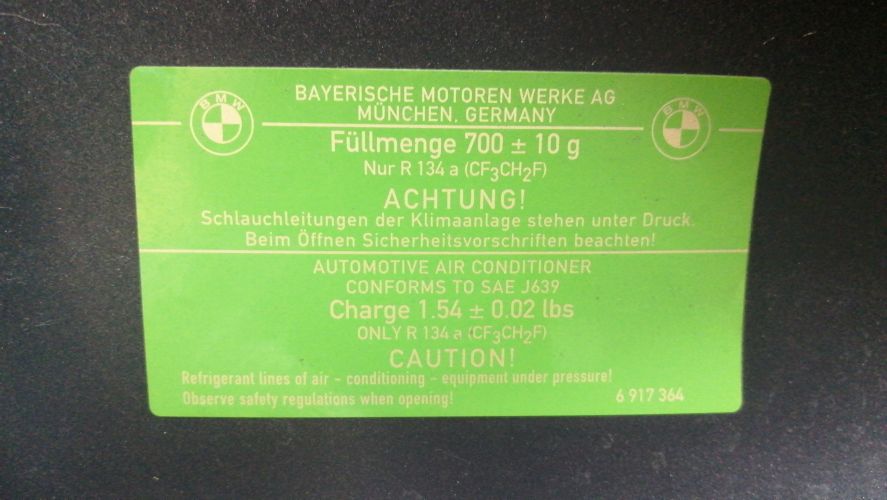 BMW
BMW
BAYERISCHE MOTOREN WERKE AG
MÜNCHEN, GERMANY
Füllmenge 700 ± 10 g
Nur R 134 a (CF₃CH₂F)
ACHTUNG!
Schlauchleitungen der Klimaanlage stehen unter Druck.
Beim Öffnen Sicherheitsvorschriften beachten!
AUTOMOTIVE AIR CONDITIONER
CONFORMS TO SAE J639
Charge 1.54 ± 0.02 lbs
ONLY R 134 a (CF₃CH₂F)
CAUTION!
Refrigerant lines of air - conditioning - equipment under pressure!
Observe safety regulations when opening!
6 917 364